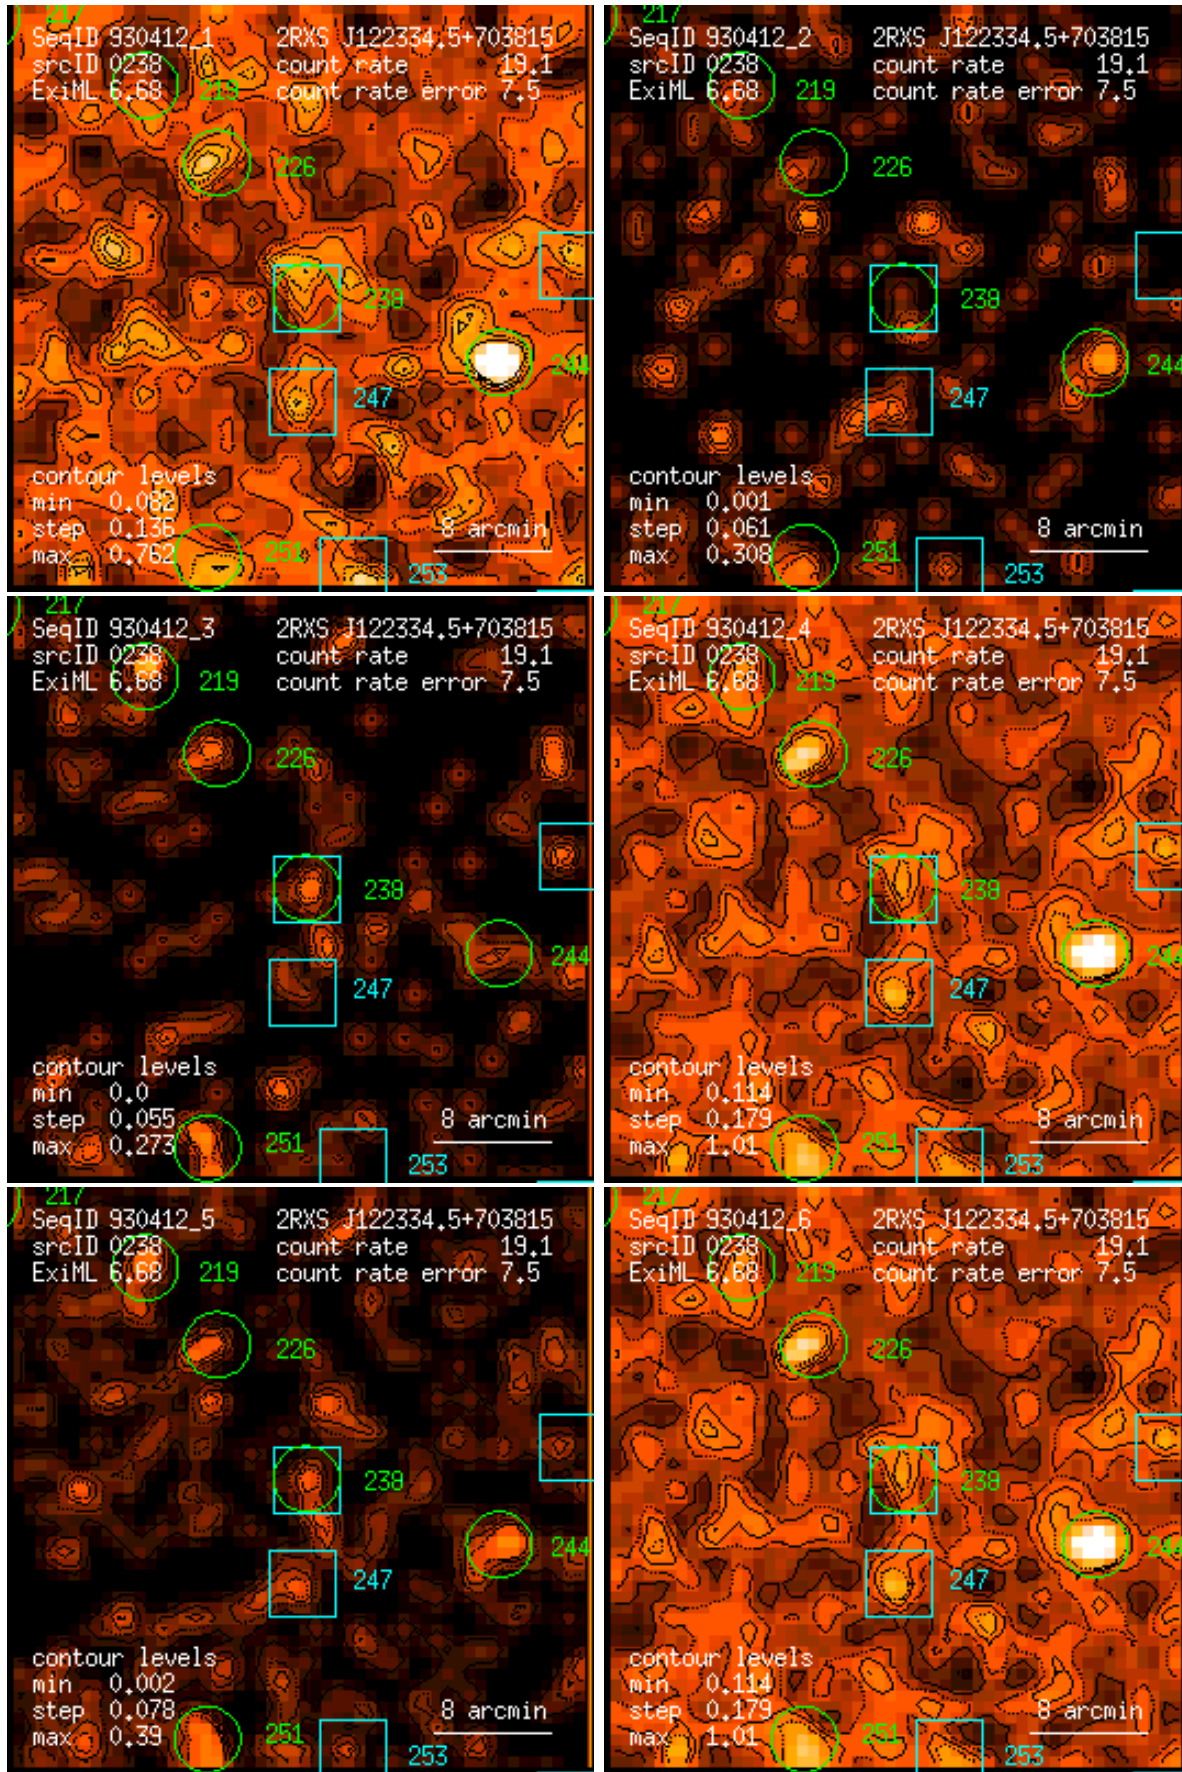 217
SeqID 930412_1 2RXS J122334.5+703815
srcID 0238 count rate 19.1
ExiML 6.68 219 count rate error 7.5
226
238
244
247
contour levels
min 0.082
step 0.136 8 arcmin
max 0.762 251
253
217
SeqID 930412_2 2RXS J122334.5+703815
srcID 0238 count rate 19.1
ExiML 6.68 219 count rate error 7.5
226
238
244
247
contour levels
min 0.001
step 0.061 8 arcmin
max 0.308 251
253
217
SeqID 930412_3 2RXS J122334.5+703815
srcID 0238 count rate 19.1
ExiML 6.68 219 count rate error 7.5
226
238
244
247
contour levels
min 0.0
step 0.055 8 arcmin
max 0.273 251
253
217
SeqID 930412_4 2RXS J122334.5+703815
srcID 0238 count rate 19.1
ExiML 6.68 219 count rate error 7.5
226
238
244
247
contour levels
min 0.114
step 0.179 8 arcmin
max 1.01 251
253
217
SeqID 930412_5 2RXS J122334.5+703815
srcID 0238 count rate 19.1
ExiML 6.68 219 count rate error 7.5
226
238
244
247
contour levels
min 0.002
step 0.078 8 arcmin
max 0.39 251
253
217
SeqID 930412_6 2RXS J122334.5+703815
srcID 0238 count rate 19.1
ExiML 6.68 219 count rate error 7.5
226
238
244
247
contour levels
min 0.114
step 0.179 8 arcmin
max 1.01 251
253